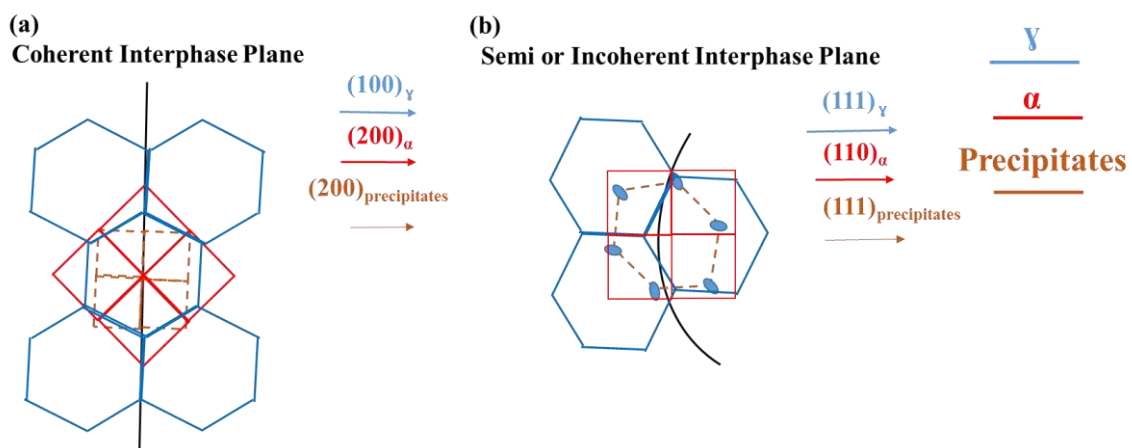 (a)
Coherent Interphase Plane
(100)ɣ
(200)α
(200)precipitates
(b)
Semi or Incoherent Interphase Plane
(111)ɣ
(110)α
(111)precipitates
ɣ
α
Precipitates